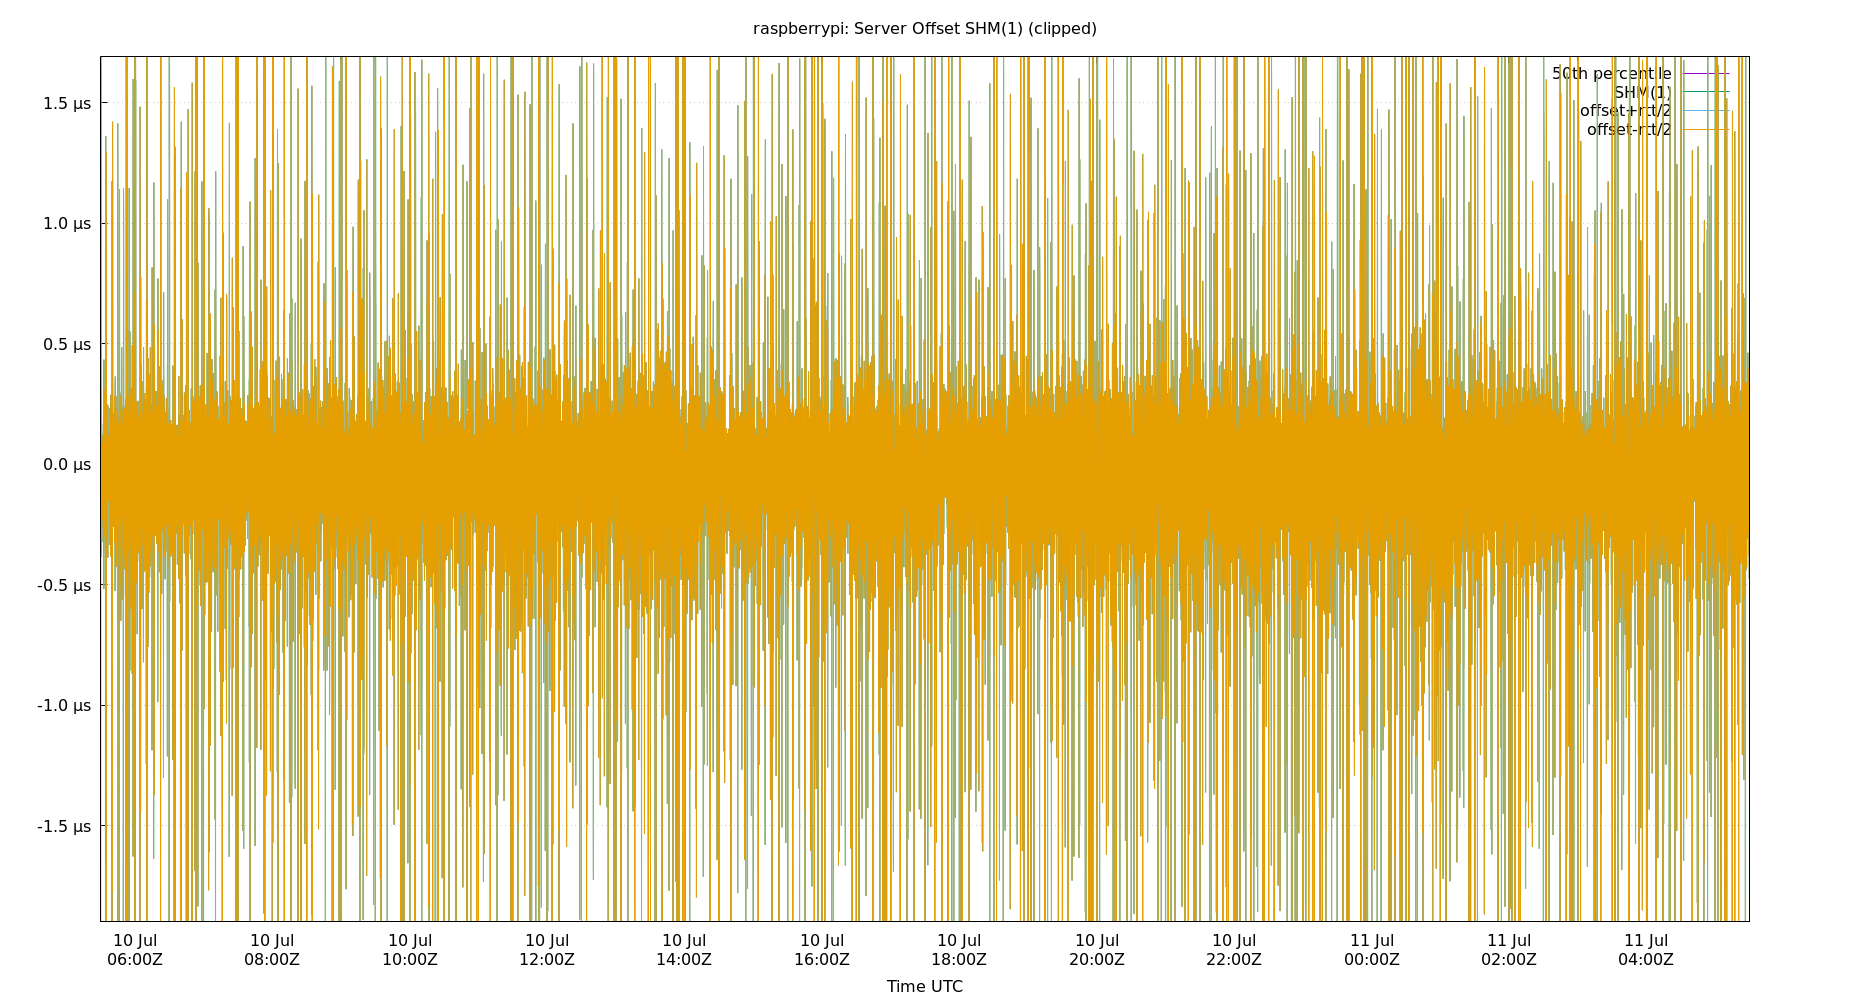 raspberrypi: Server Offset SHM(1) (clipped)
50th percentile
SHM(1)
offset+rtt/2
offset-rtt/2
1.5 µs
1.0 µs
0.5 µs
0.0 µs
-0.5 µs
-1.0 µs
-1.5 µs
10 Jul 10 Jul 10 Jul 10 Jul 10 Jul 10 Jul 10 Jul 10 Jul 10 Jul 11 Jul 11 Jul 11 Jul
06:00Z 08:00Z 10:00Z 12:00Z 14:00Z 16:00Z 18:00Z 20:00Z 22:00Z 00:00Z 02:00Z 04:00Z
Time UTC